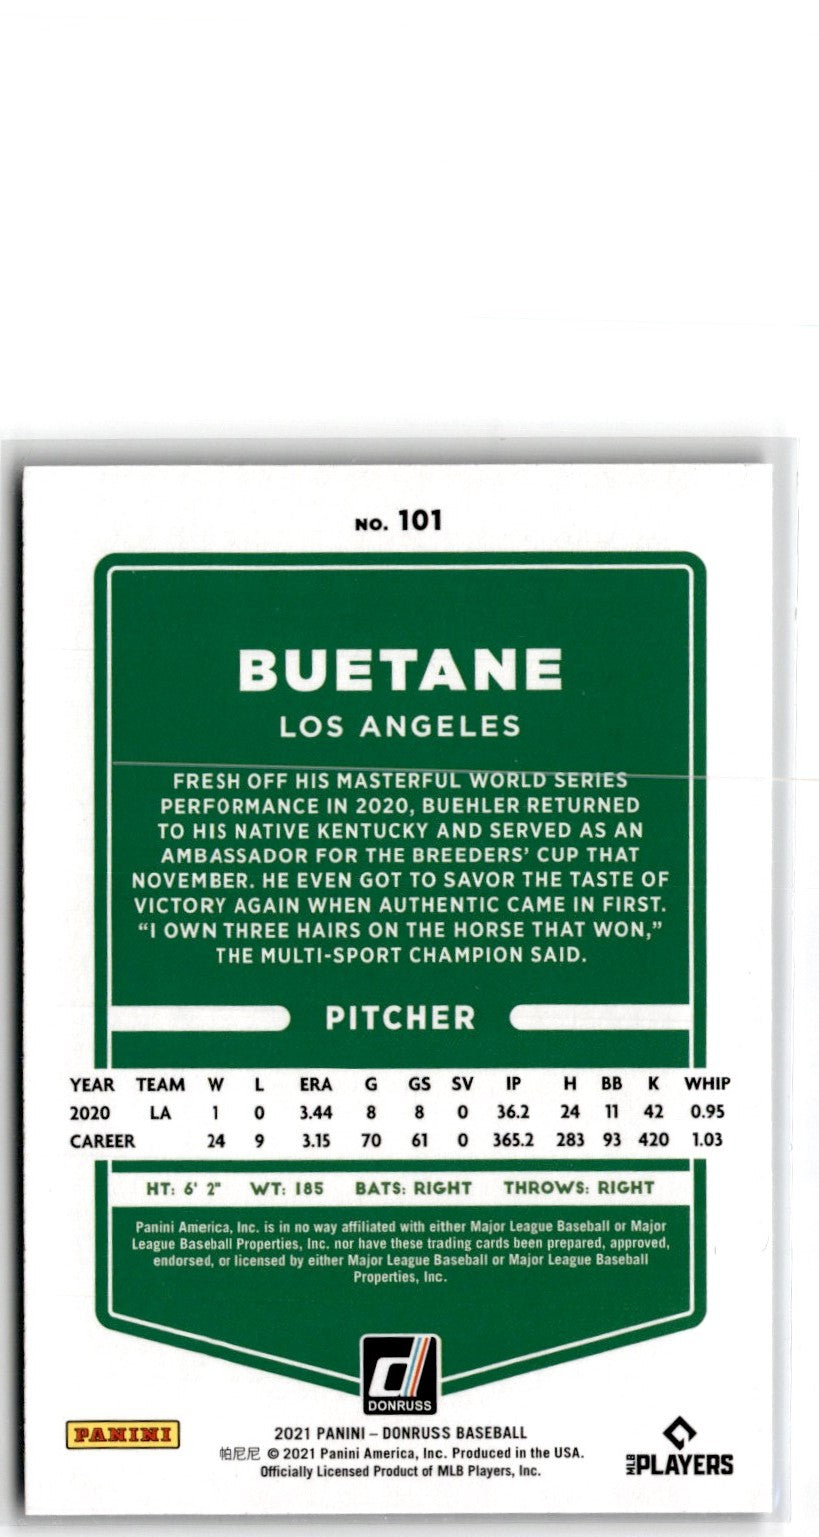 NO. 101
BUETANE
LOS ANGELES
FRESH OFF HIS MASTERFUL WORLD SERIES
PERFORMANCE IN 2020, BUEHLER RETURNED
TO HIS NATIVE KENTUCKY AND SERVED AS AN
AMBASSADOR FOR THE BREEDERS' CUP THAT
NOVEMBER. HE EVEN GOT TO SAVOR THE TASTE OF
VICTORY AGAIN WHEN AUTHENTIC CAME IN FIRST.
“I OWN THREE HAIRS ON THE HORSE THAT WON,”
THE MULTI-SPORT CHAMPION SAID.
PITCHER
YEAR TEAM W L ERA G GS SV IP H BB K WHIP
2020 LA 1 0 3.44 8 8 0 36.2 24 11 42 0.95
CAREER 24 9 3.15 70 61 0 365.2 283 93 420 1.03
HT: 6' 2" WT: 185 BATS: RIGHT THROWS: RIGHT
Panini America, Inc. is in no way affiliated with either Major League Baseball or Major
League Baseball Properties, Inc. nor have these trading cards been prepared, approved,
endorsed, or licensed by either Major League Baseball or Major League Baseball
Properties, Inc.
DONRUSS
PANINI
2021 PANINI – DONRUSS BASEBALL
帕尼尼 © 2021 Panini America, Inc. Produced in the USA.
Officially Licensed Product of MLB Players, Inc.
MLB PLAYERS